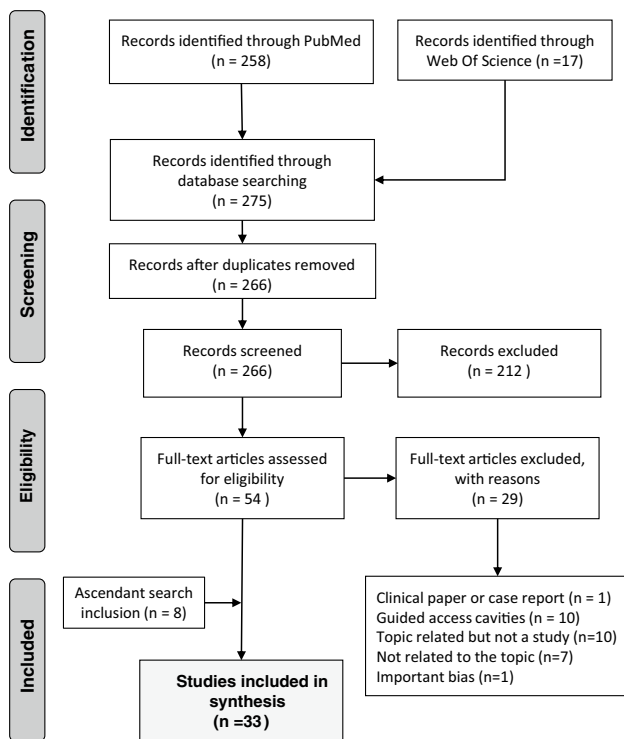 Identification
Records identified through PubMed
(n = 258)
Records identified through
Web Of Science (n =17)
Records identified through
database searching
(n = 275)
Screening
Records after duplicates removed
(n = 266)
Records screened
(n = 266)
Records excluded
(n = 212 )
Eligibility
Full-text articles assessed
for eligibility
(n = 54 )
Full-text articles excluded,
with reasons
(n = 29)
Included
Ascendant search
inclusion (n = 8)
Clinical paper or case report (n = 1)
Guided access cavities (n = 10)
Topic related but not a study (n=10)
Not related to the topic (n=7)
Important bias (n=1)
Studies included in
synthesis
(n =33 )